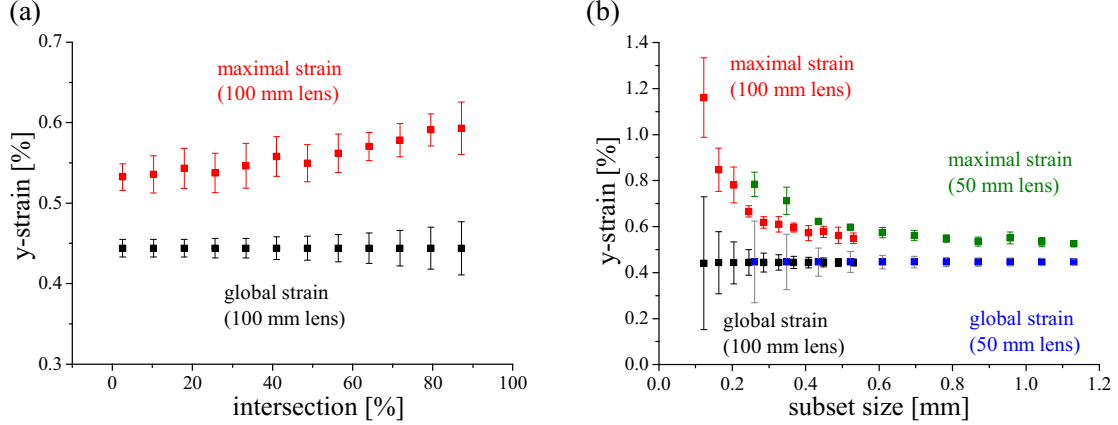 (a)
0.7
0.6
0.5
0.4
0.3
y-strain [%]
maximal strain
(100 mm lens)
global strain
(100 mm lens)
0
20
40
60
80
100
intersection [%]
(b)
1.4
1.2
1.0
0.8
0.6
0.4
0.2
0.0
y-strain [%]
maximal strain
(100 mm lens)
maximal strain
(50 mm lens)
global strain
(100 mm lens)
global strain
(50 mm lens)
0.0
0.2
0.4
0.6
0.8
1.0
1.2
subset size [mm]